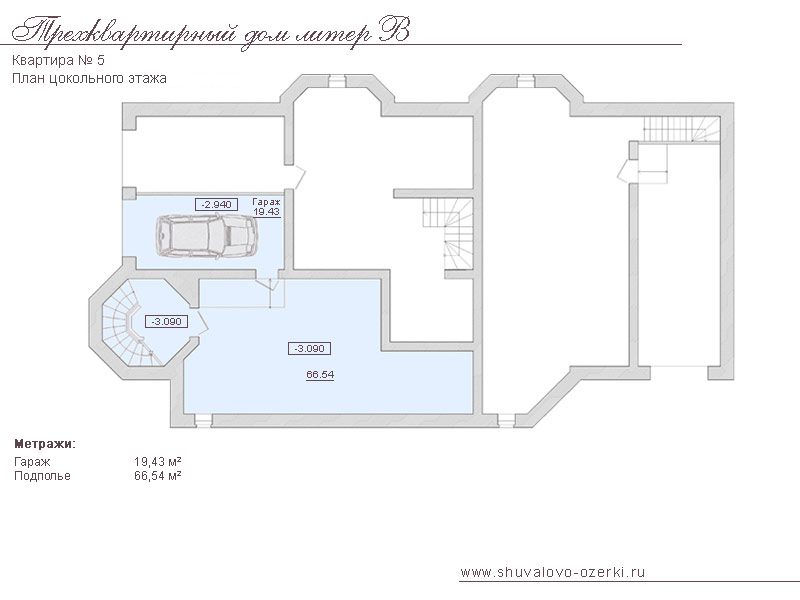 Трехквартирный дом литер В
Квартира № 5
План цокольного этажа
-2.940
Гараж
19.43
-3.090
-3.090
66.54
Метражи:
Гараж 19,43 м²
Подполье 66,54 м²
www.shuvalovo-ozerki.ru